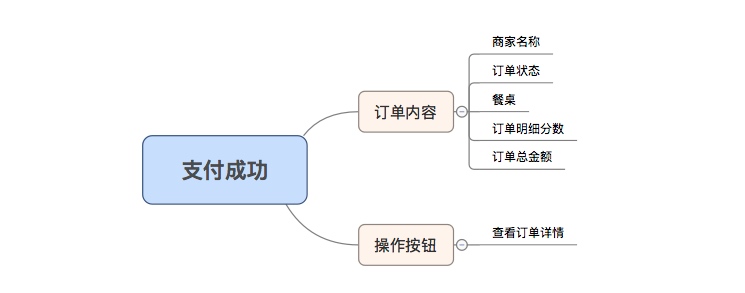 支付成功
订单内容
商家名称
订单状态
餐桌
订单明细分数
订单总金额
操作按钮
查看订单详情